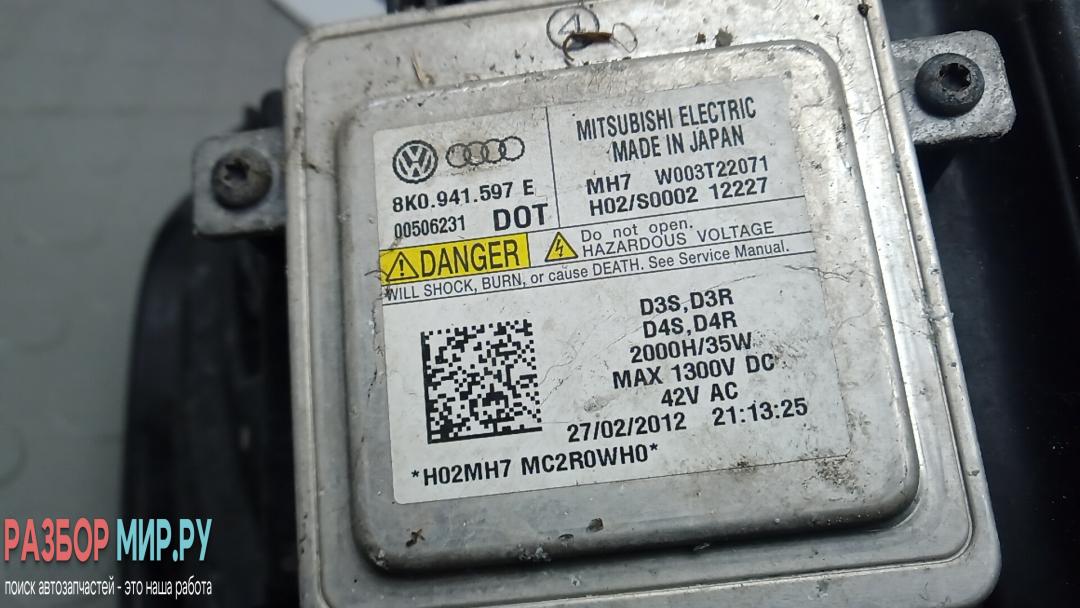 MITSUBISHI ELECTRIC
MADE IN JAPAN
8K0.941.597 E
MH7 W003T22071
00506231 DOT
H02/S0002 12227
DANGER
Do not open.
HAZARDOUS VOLTAGE
WILL SHOCK, BURN, or cause DEATH. See Service Manual.
D3S,D3R
D4S,D4R
2000H/35W
MAX 1300V DC
42V AC
27/02/2012 21:13:25
*H02MH7 MC2R0WH0*
РАЗБОР МИР.РУ
поиск автозапчастей - это наша работа